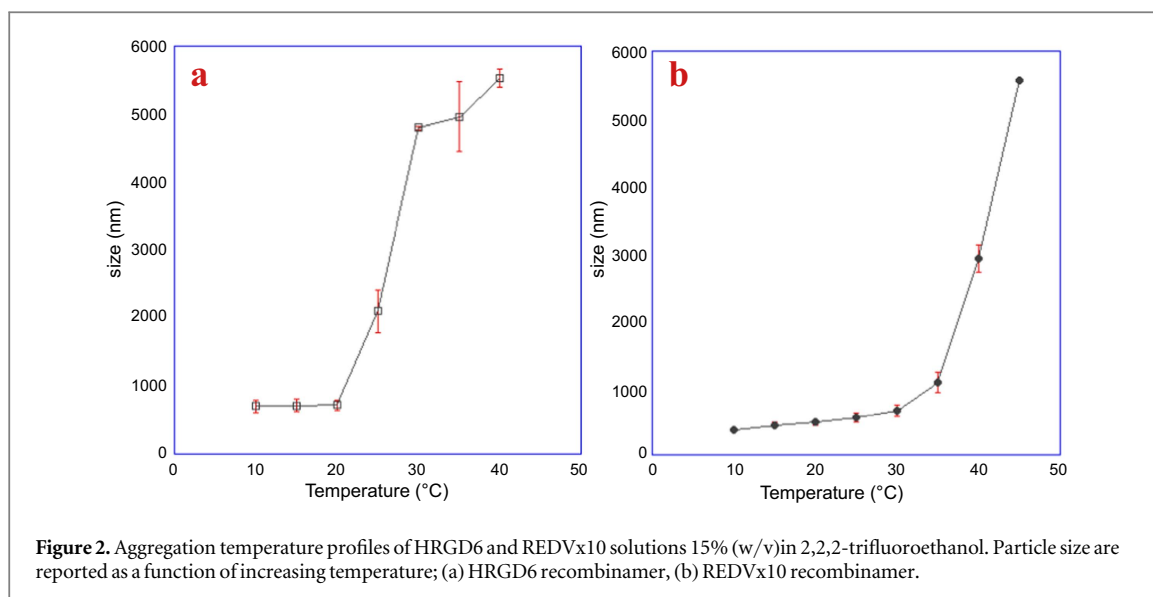 a
6000
5000
4000
3000
2000
1000
0
size (nm)
0 10 20 30 40 50
Temperature (°C)
b
6000
5000
4000
3000
2000
1000
0
size (nm)
0 10 20 30 40 50
Temperature (°C)
Figure 2. Aggregation temperature profiles of HRGD6 and REDVx10 solutions 15% (w/v)in 2,2,2-trifluoroethanol. Particle size are
reported as a function of increasing temperature; (a) HRGD6 recombinamer, (b) REDVx10 recombinamer.